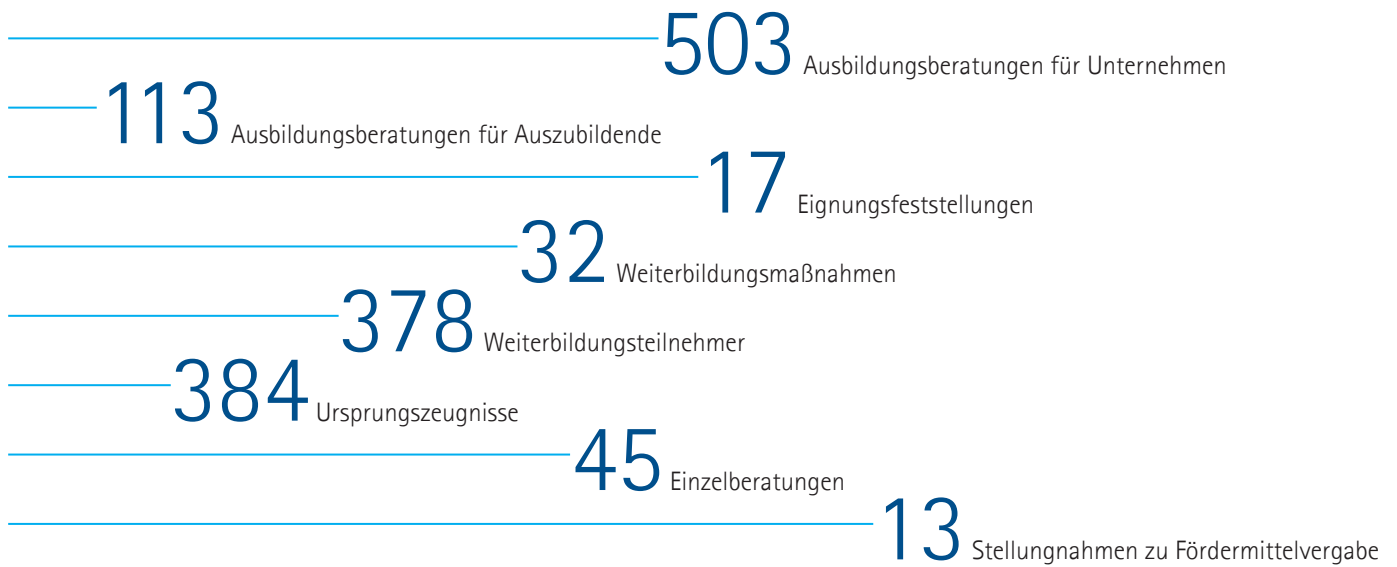 503 Ausbildungsberatungen für Unternehmen
113 Ausbildungsberatungen für Auszubildende
17 Eignungsfeststellungen
32 Weiterbildungsmaßnahmen
378 Weiterbildungsteilnehmer
384 Ursprungszeugnisse
45 Einzelberatungen
13 Stellungnahmen zu Fördermittelvergabe